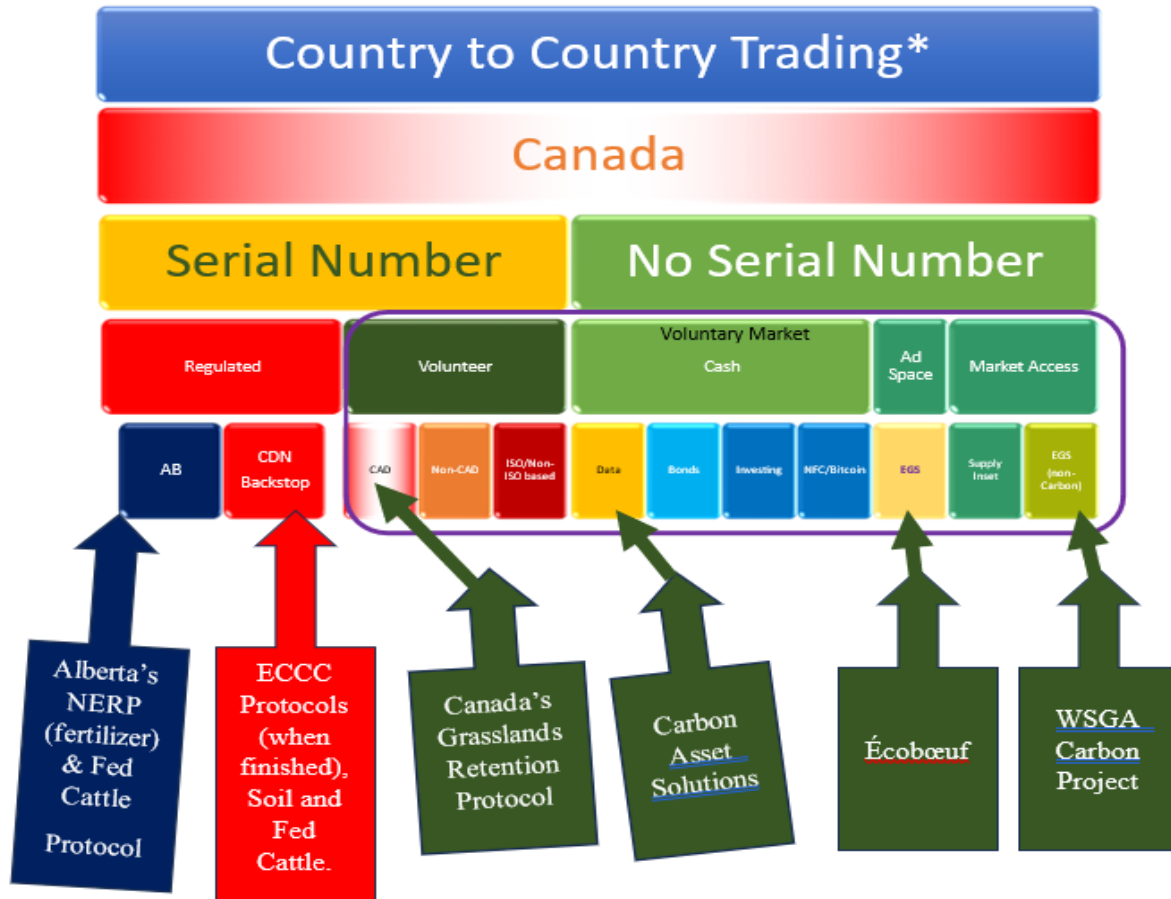 Country to Country Trading*
Canada
Serial Number
No Serial Number
Regulated
Volunteer
Voluntary Market
Cash
Ad
Space
Market Access
AB
CDN
Backstop
CAD
Non-CAD
ISO/Non-
ISO based
Data
Bonds
Investing
NFC/Bitcoin
EGS
Supply
Inset
EGS
(non-
Carbon)
Alberta's
NERP
(fertilizer)
& Fed
Cattle
Protocol
ECCC
Protocols
(when
finished),
Soil and
Fed
Cattle.
Canada's
Grasslands
Retention
Protocol
Carbon
Asset
Solutions
Écobœuf
WSGA
Carbon
Project